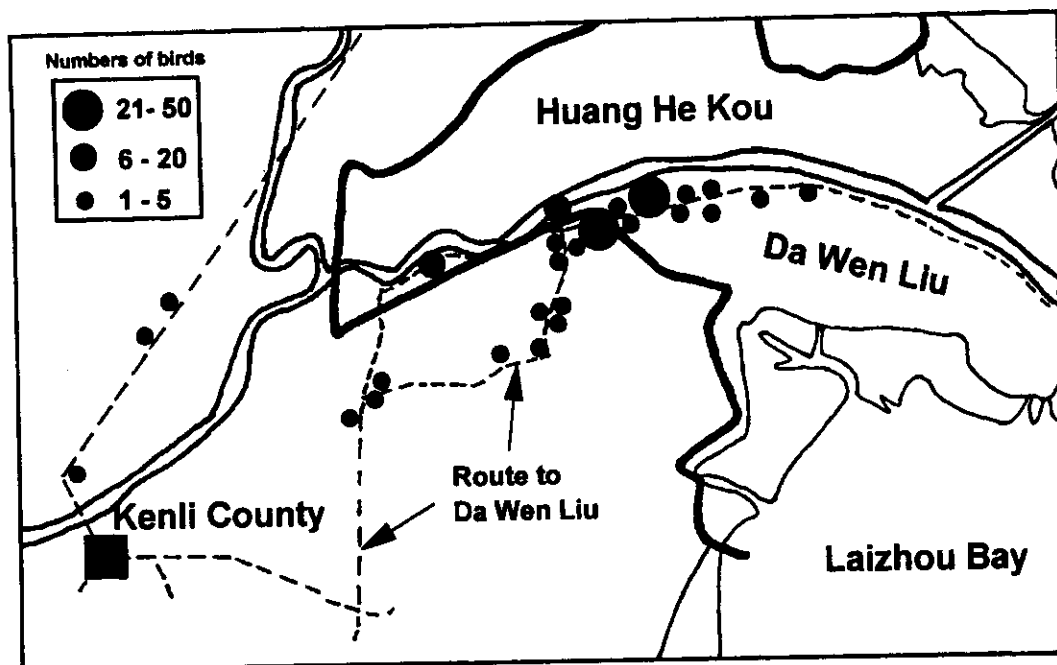 Numbers of birds
21- 50
6 - 20
1 - 5
Huang He Kou
Da Wen Liu
Route to
Da Wen Liu
Kenli County
Laizhou Bay